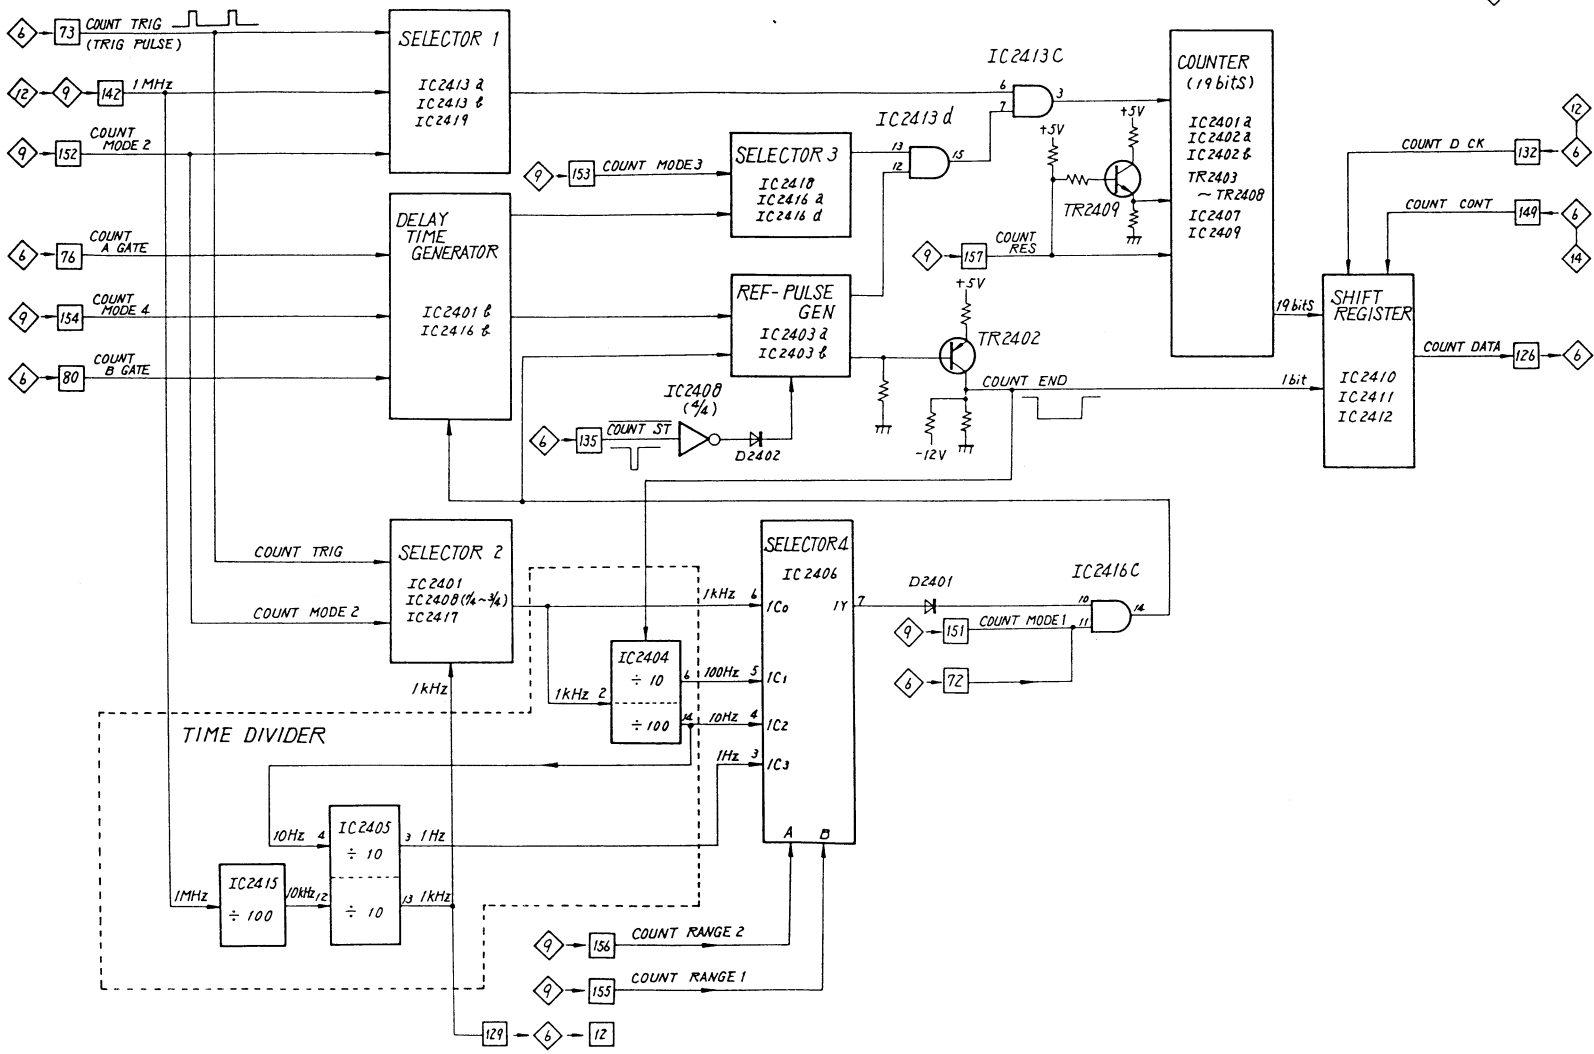 6 73 COUNT TRIG
(TRIG PULSE)
12 9 142 1MHz
9 152 COUNT
MODE 2
6 76 COUNT
A GATE
9 154 COUNT
MODE 4
6 80 COUNT
B GATE
SELECTOR 1
IC2413 a
IC2413 b
IC2419
DELAY
TIME
GENERATOR
IC2401 b
IC2416 b
9 153 COUNT MODE 3
SELECTOR 3
IC2418
IC2416 a
IC2416 d
REF-PULSE
GEN
IC2403 a
IC2403 b
IC2408
(4/4)
6 135 COUNT ST
D2402
IC2413 d
13
12
15
IC2413C
6
7
3
+5V
+5V
TR2409
9 157 COUNT
RES
+5V
TR2402
COUNT END
-12V
COUNTER
(19bits)
IC2401 a
IC2402 a
IC2402 b
TR2403
~ TR2408
IC2407
IC2409
19bits
1bit
12
COUNT D CK 132 6
COUNT CONT 149 6
14
SHIFT
REGISTER
IC2410
IC2411
IC2412
COUNT DATA 126 6
COUNT TRIG
COUNT MODE 2
SELECTOR 2
IC2401
IC2408 (1/4~3/4)
IC2417
1kHz
1kHz 6
1kHz 2
IC2404
÷ 10
÷ 100
6 100Hz 5
14 10Hz 4
1Hz 3
SELECTOR 4
IC2406
1C0
1C1
1C2
1C3
1Y 7
A B
D2401
IC2416C
10
11
14
9 151 COUNT MODE 1
6 72
TIME DIVIDER
10Hz 4
IC2405
÷ 10
÷ 10
3 1Hz
13 1kHz
1MHz
IC2415
÷ 100
10kHz 12
9 156 COUNT RANGE 2
9 155 COUNT RANGE 1
129 6 12